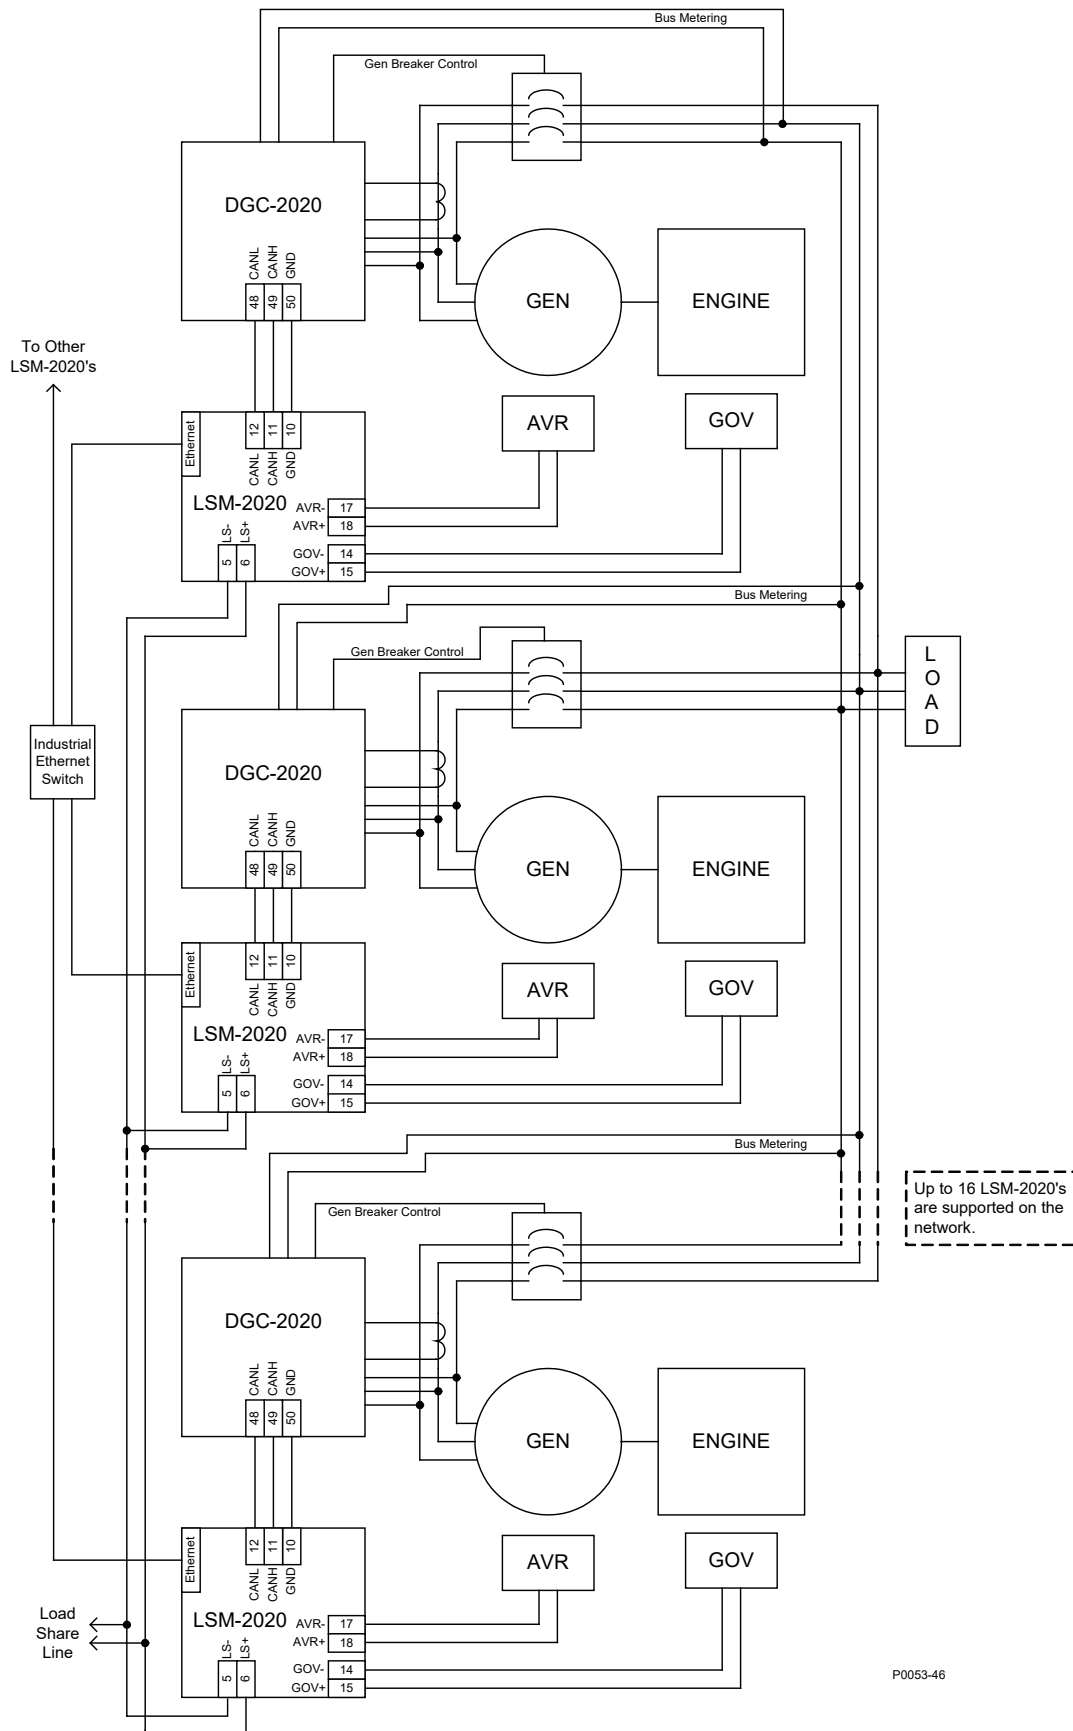 Bus Metering
Gen Breaker Control
DGC-2020
CANL
CANH
GND
48
49
50
GEN
ENGINE
To Other
LSM-2020's
AVR
GOV
Ethernet
12
11
10
CANL
CANH
GND
LSM-2020
AVR- 17
AVR+ 18
GOV- 14
GOV+ 15
LS-
LS+
5
6
Bus Metering
Gen Breaker Control
L
O
A
D
Industrial
Ethernet
Switch
DGC-2020
CANL
CANH
GND
48
49
50
GEN
ENGINE
AVR
GOV
Ethernet
12
11
10
CANL
CANH
GND
LSM-2020
AVR- 17
AVR+ 18
GOV- 14
GOV+ 15
LS-
LS+
5
6
Bus Metering
Gen Breaker Control
Up to 16 LSM-2020's
are supported on the
network.
DGC-2020
CANL
CANH
GND
48
49
50
GEN
ENGINE
AVR
GOV
Ethernet
12
11
10
CANL
CANH
GND
LSM-2020
AVR- 17
AVR+ 18
GOV- 14
GOV+ 15
LS-
LS+
5
6
Load
Share
Line
P0053-46